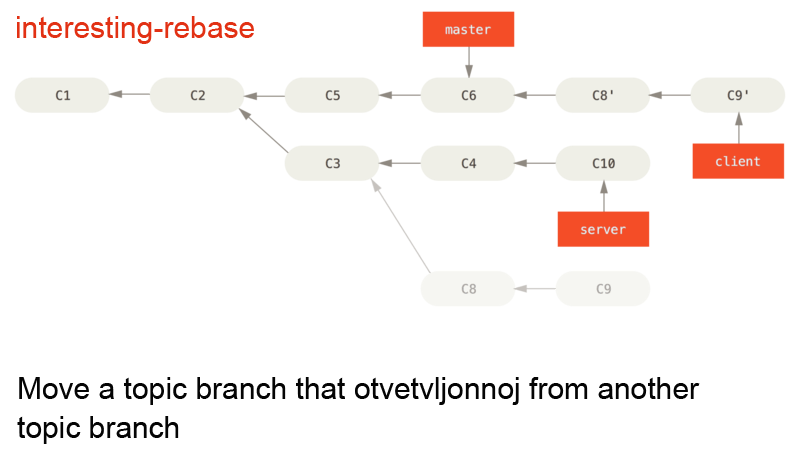 interesting-rebase
master
C1 C2 C5 C6 C8' C9'
C3 C4 C10 client
server
C8 C9
Move a topic branch that otvetvljonnoj from another
topic branch